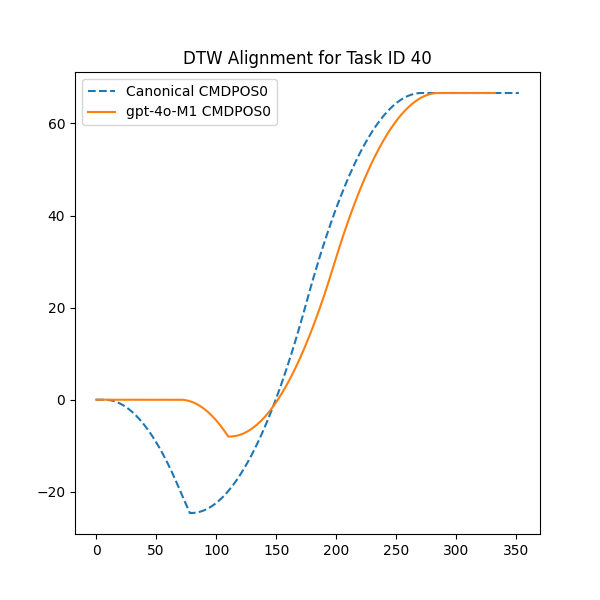 DTW Alignment for Task ID 40
Canonical CMDPOS0
gpt-4o-M1 CMDPOS0
60
40
20
0
−20
0 50 100 150 200 250 300 350